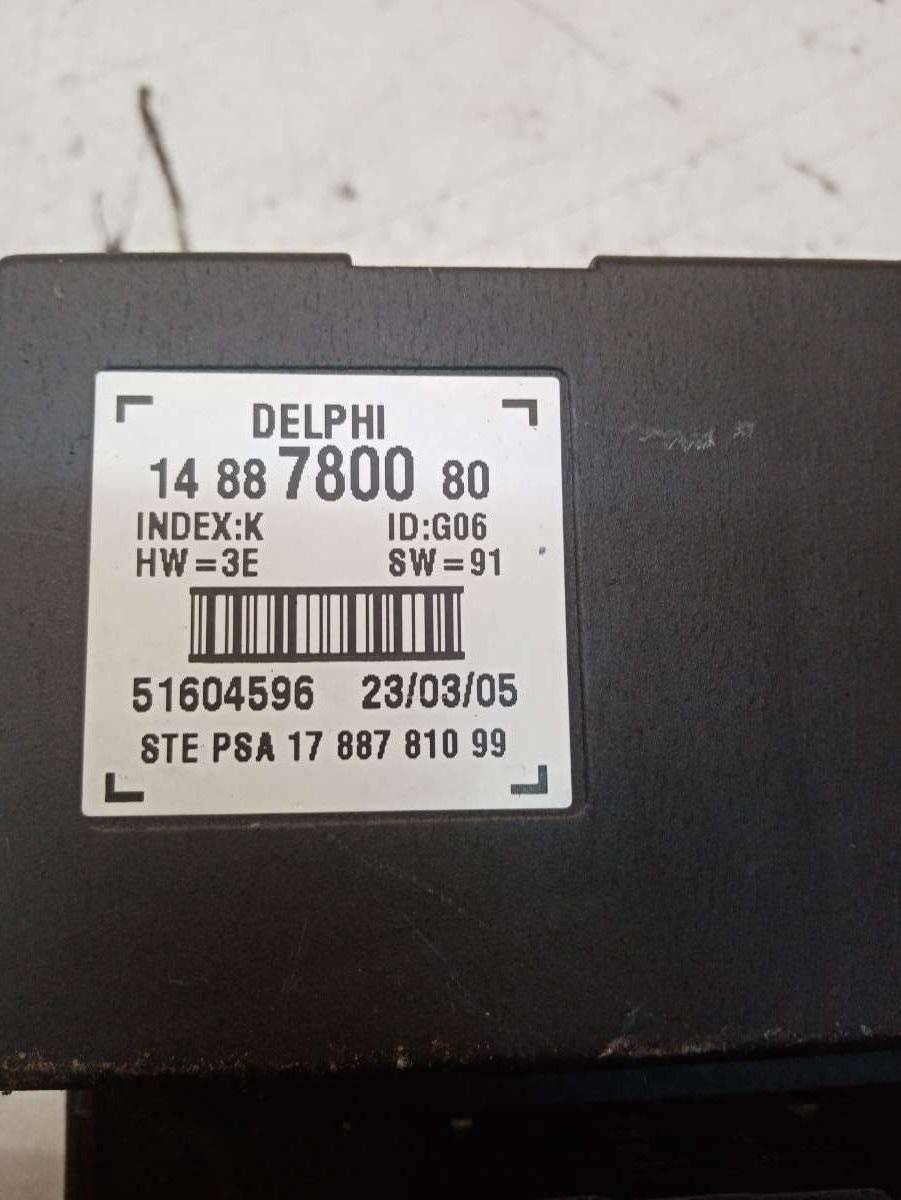 DELPHI
14 88 7800 80
INDEX:K ID:G06
HW=3E SW=91
51604596 23/03/05
STE PSA 17 887 810 99